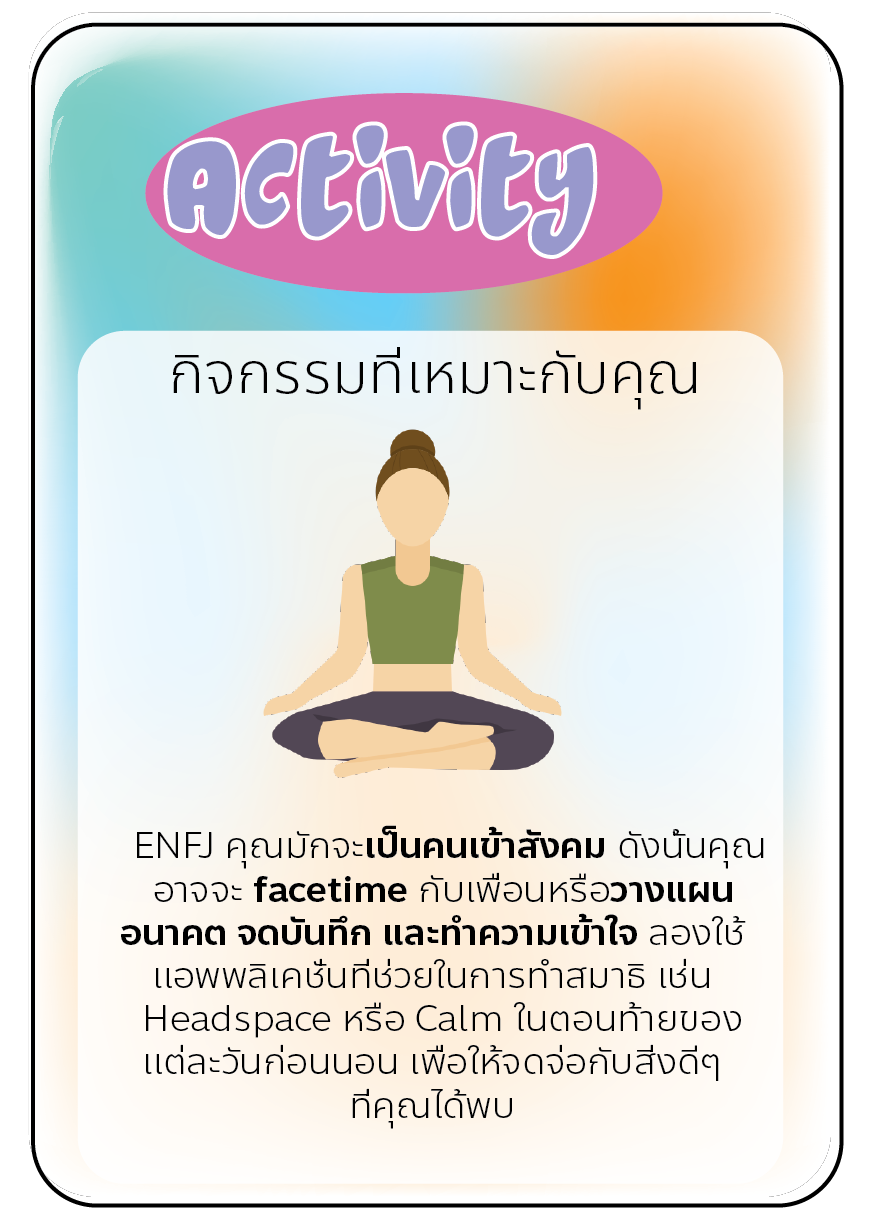 Activity
กิจกรรมที่เหมาะกับคุณ
ENFJ คุณมักจะเป็นคนเข้าสังคม ดังนั้นคุณ
อาจจะ facetime กับเพื่อนหรือวางแผน
อนาคต จดบันทึก และทำความเข้าใจ ลองใช้
แอพพลิเคชั่นที่ช่วยในการทำสมาธิ เช่น
Headspace หรือ Calm ในตอนท้ายของ
แต่ละวันก่อนนอน เพื่อให้จดจ่อกับสิ่งดีๆ
ที่คุณได้พบ